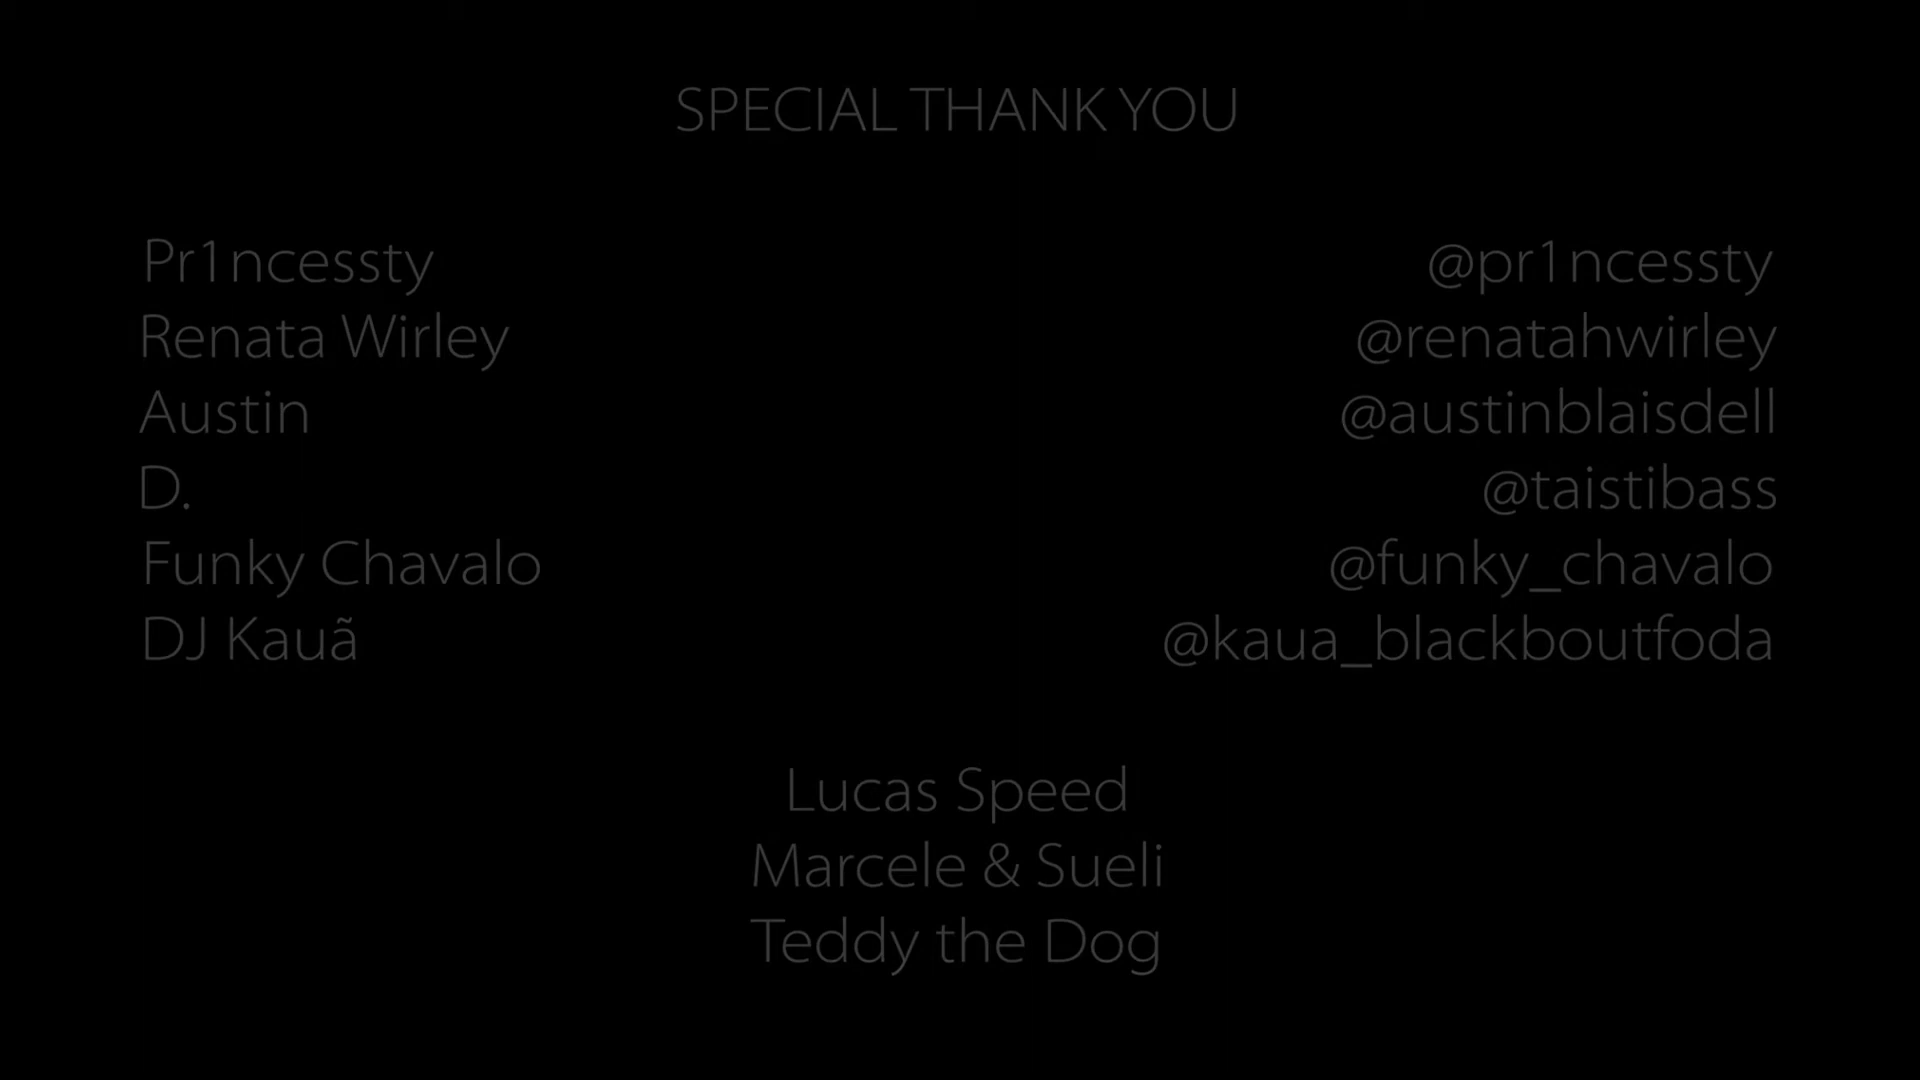 SPECIAL THANK YOU
Pr1ncessty @pr1ncessty
Renata Wirley @renatahwirley
Austin @austinblaisdell
D. @taistibass
Funky Chavalo @funky_chavalo
DJ Kauã @kaua_blackboutfoda
Lucas Speed
Marcele & Sueli
Teddy the Dog